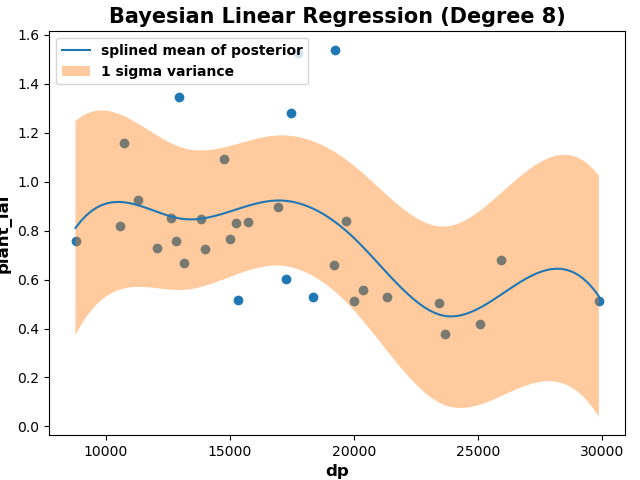 Bayesian Linear Regression (Degree 8)
splined mean of posterior
1 sigma variance
1.6
1.4
1.2
1.0
0.8
0.6
0.4
0.2
0.0
plant_lai
10000
15000
20000
25000
30000
dp